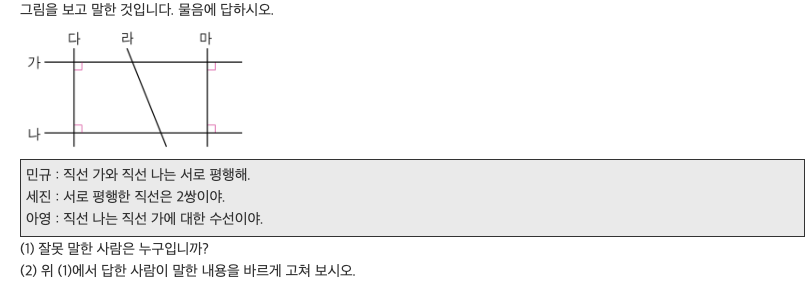 그림을 보고 말한 것입니다. 물음에 답하시오.
다 라 마
가
나
민규 : 직선 가와 직선 나는 서로 평행해.
세진 : 서로 평행한 직선은 2쌍이야.
아영 : 직선 나는 직선 가에 대한 수선이야.
(1) 잘못 말한 사람은 누구입니까?
(2) 위 (1)에서 답한 사람이 말한 내용을 바르게 고쳐 보시오.